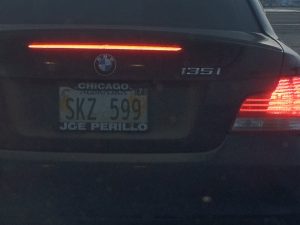 135i
CHICAGO
SKZ 599
JOE PERILLO